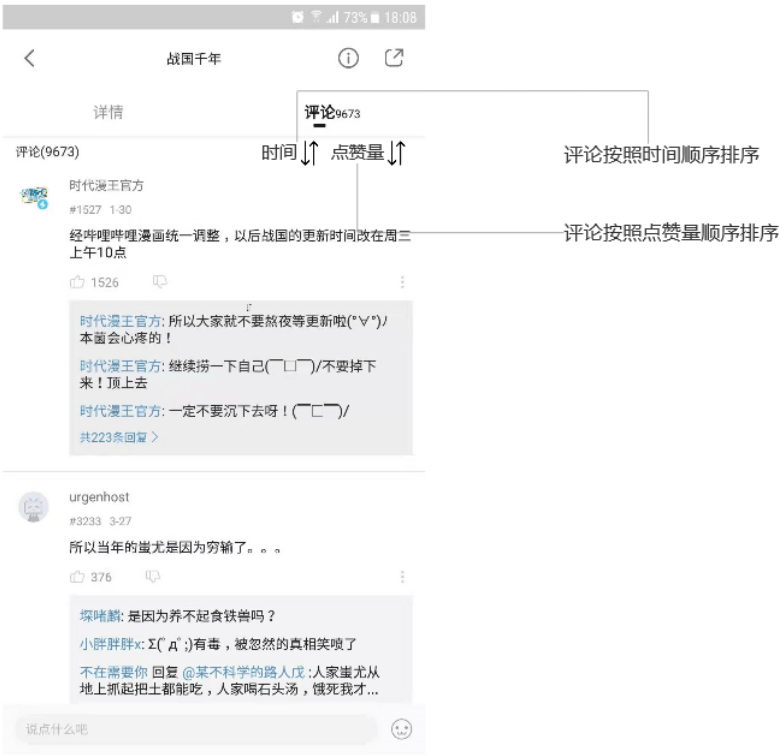 73% 18:08
战国千年
详情
评论9673
评论(9673)
时间
点赞量
评论按照时间顺序排序
时代漫王官方
#1527 1-30
评论按照点赞量顺序排序
经哔哩哔哩漫画统一调整，以后战国的更新时间改在周三
上午10点
1526
时代漫王官方: 所以大家就不要熬夜等更新啦(°∀°)ﾉ
本菌会心疼的！
时代漫王官方: 继续捞一下自己(￣□￣)/不要掉下
来！顶上去
时代漫王官方: 一定不要沉下去呀！(￣匚￣)/
共223条回复
urgenhost
#3233 3-27
所以当年的蚩尤是因为穷输了。。。
376
堔啫麟: 是因为养不起食铁兽吗？
小胖胖胖x: Σ(ﾟдﾟ;)有毒，被忽然的真相笑喷了
不在需要你 回复 @某不科学的路人戊 :人家蚩尤从
地上抓起把土都能吃，人家喝石头汤，饿死我才...
说点什么吧